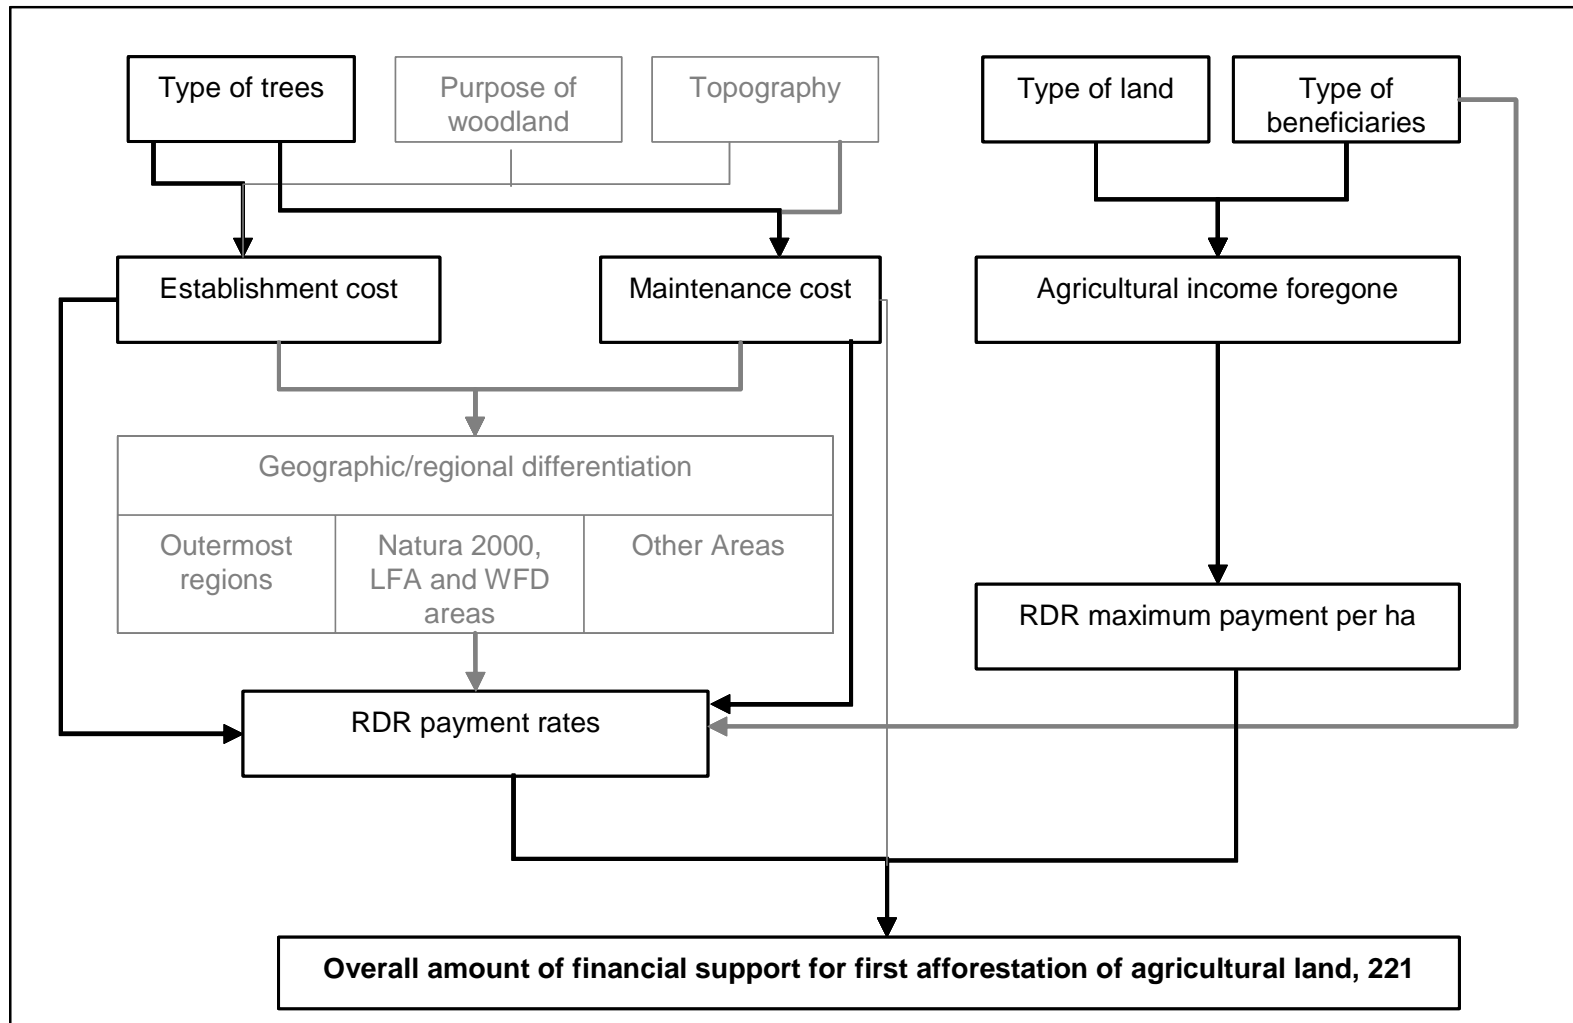 Type of trees
Purpose of
woodland
Topography
Type of land
Type of
beneficiaries
Establishment cost
Maintenance cost
Agricultural income foregone
Geographic/regional differentiation
Outermost
regions
Natura 2000,
LFA and WFD
areas
Other Areas
RDR maximum payment per ha
RDR payment rates
Overall amount of financial support for first afforestation of agricultural land, 221